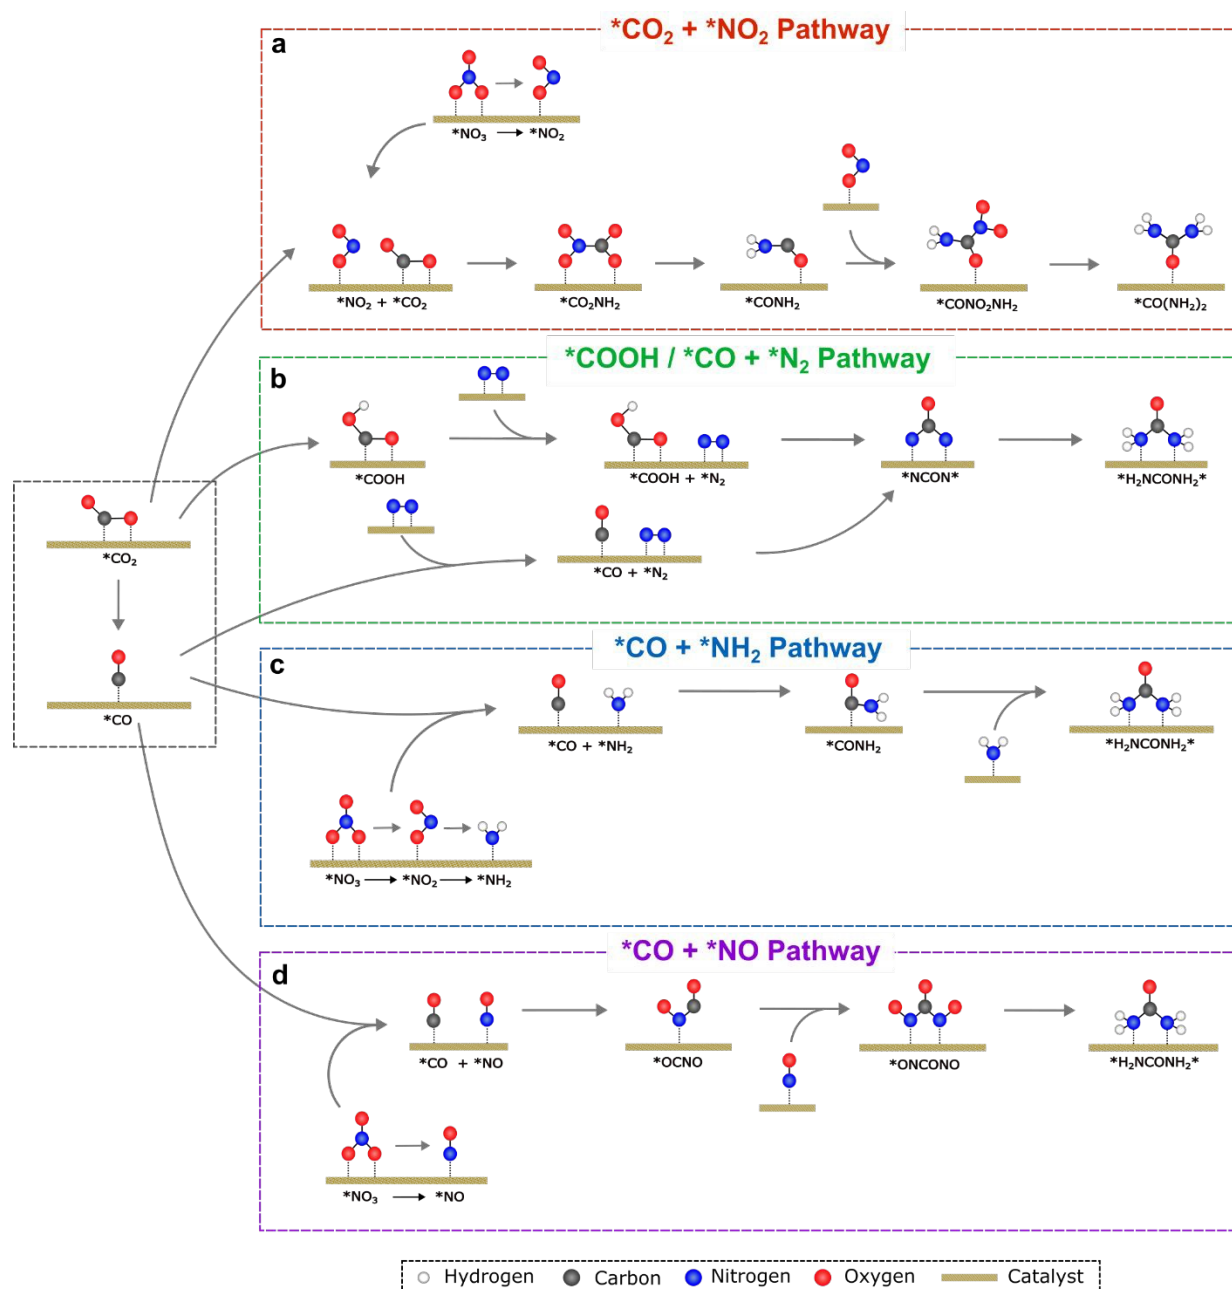 *CO₂ + *NO₂ Pathway
a
*NO₃ → *NO₂
*NO₂ + *CO₂
*CO₂NH₂
*CONH₂
*CONO₂NH₂
*CO(NH₂)₂
*COOH / *CO + *N₂ Pathway
b
*COOH
*COOH + *N₂
*NCON*
*H₂NCONH₂*
*CO + *N₂
*CO₂
*CO
*CO + *NH₂ Pathway
c
*CO + *NH₂
*CONH₂
*H₂NCONH₂*
*NO₃ → *NO₂ → *NH₂
*CO + *NO Pathway
d
*CO + *NO
*OCNO
*ONCONO
*H₂NCONH₂*
*NO₃ → *NO
Hydrogen Carbon Nitrogen Oxygen Catalyst